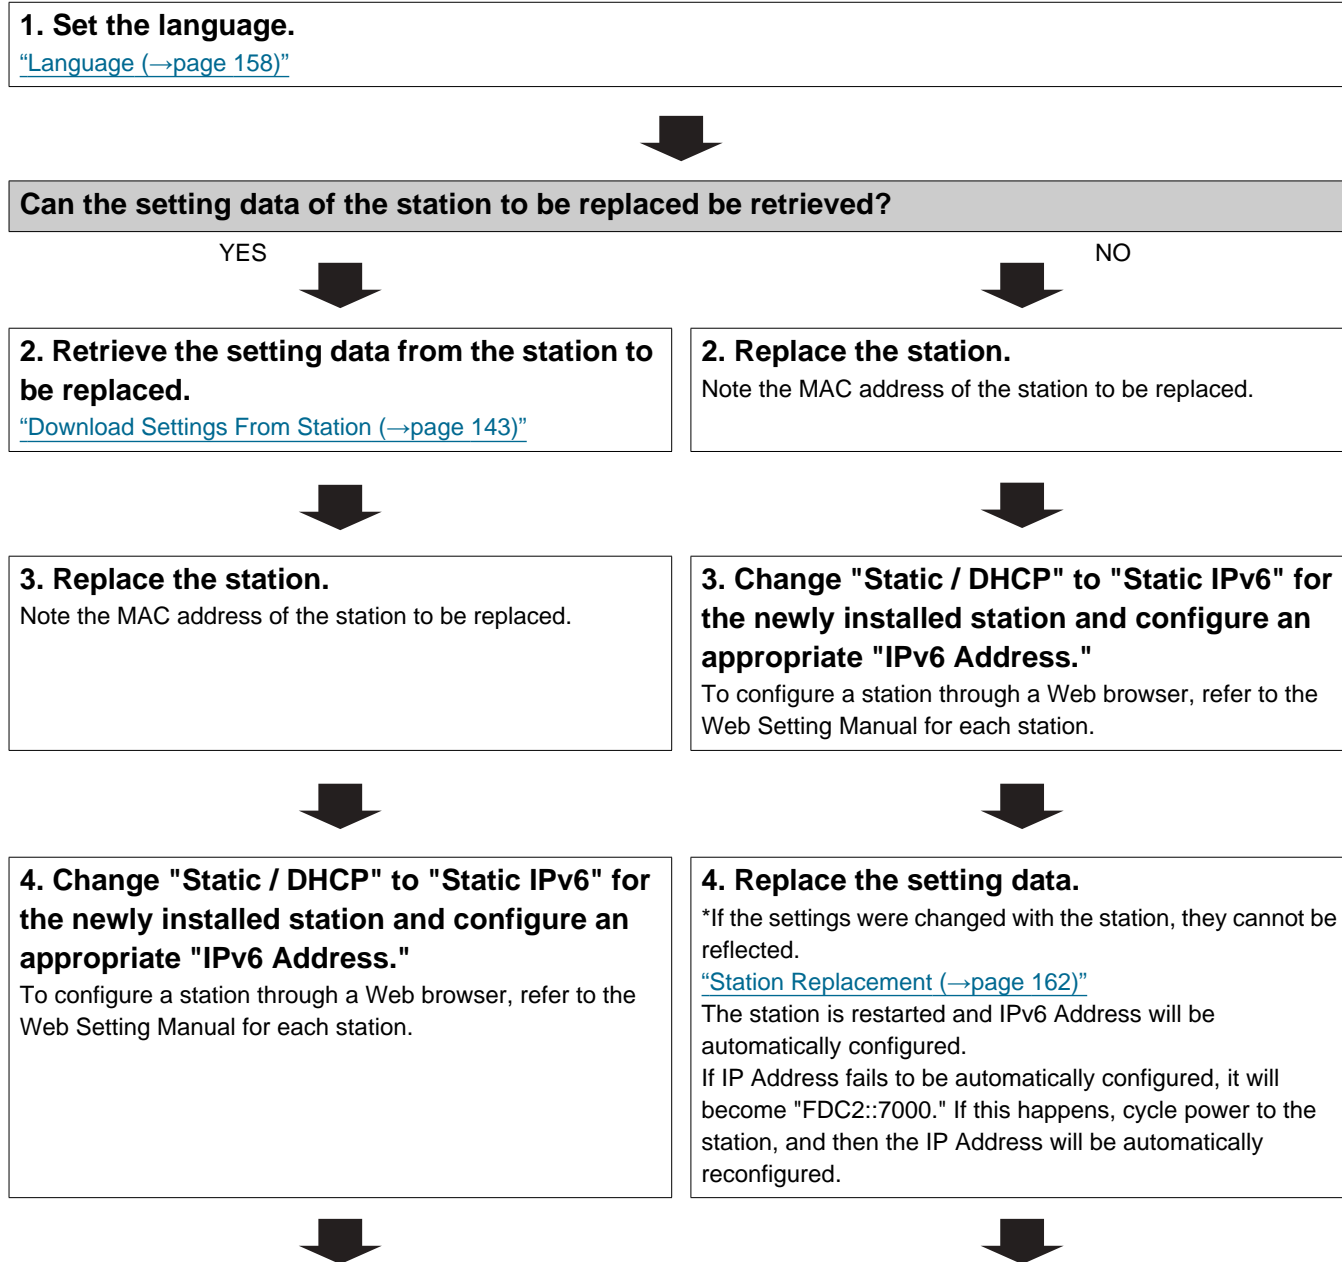 1. Set the language.
“Language (→page 158)”
Can the setting data of the station to be replaced be retrieved?
YES
NO
2. Retrieve the setting data from the station to
be replaced.
“Download Settings From Station (→page 143)”
2. Replace the station.
Note the MAC address of the station to be replaced.
3. Replace the station.
Note the MAC address of the station to be replaced.
3. Change "Static / DHCP" to "Static IPv6" for
the newly installed station and configure an
appropriate "IPv6 Address."
To configure a station through a Web browser, refer to the
Web Setting Manual for each station.
4. Change "Static / DHCP" to "Static IPv6" for
the newly installed station and configure an
appropriate "IPv6 Address."
To configure a station through a Web browser, refer to the
Web Setting Manual for each station.
4. Replace the setting data.
*If the settings were changed with the station, they cannot be
reflected.
“Station Replacement (→page 162)”
The station is restarted and IPv6 Address will be
automatically configured.
If IP Address fails to be automatically configured, it will
become "FDC2::7000." If this happens, cycle power to the
station, and then the IP Address will be automatically
reconfigured.